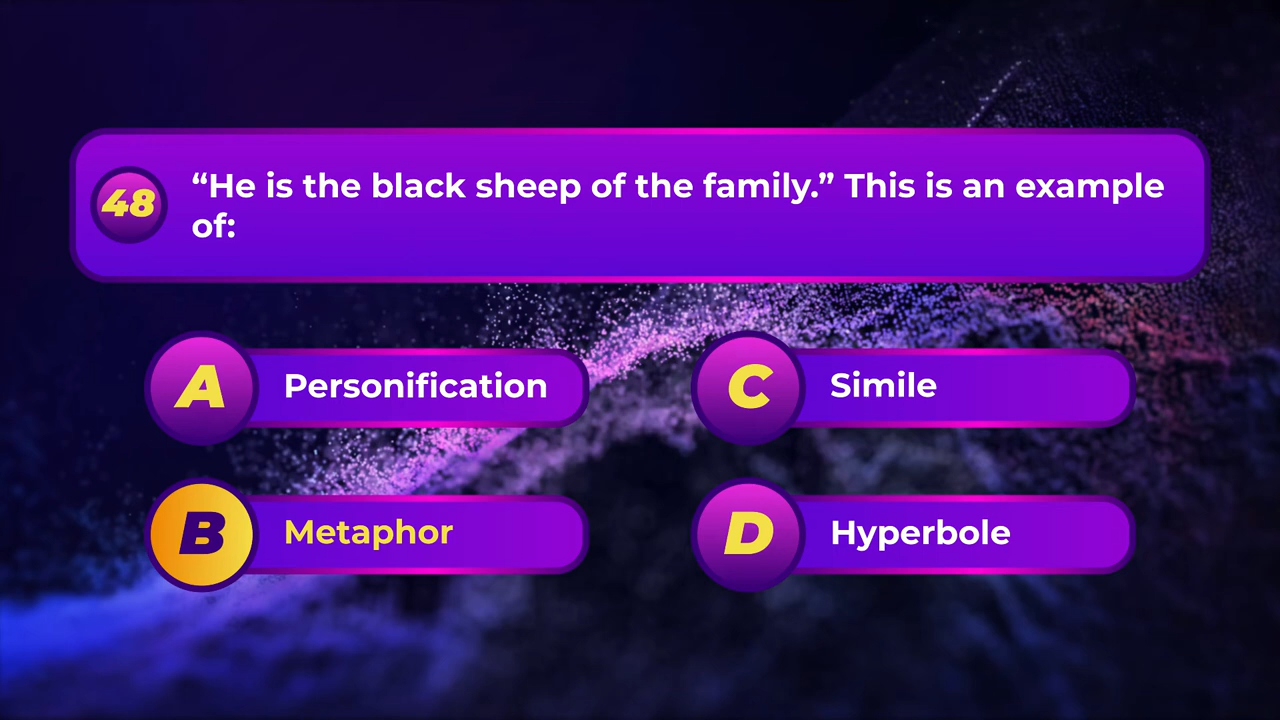 48
“He is the black sheep of the family.” This is an example
of:
A Personification
C Simile
B Metaphor
D Hyperbole